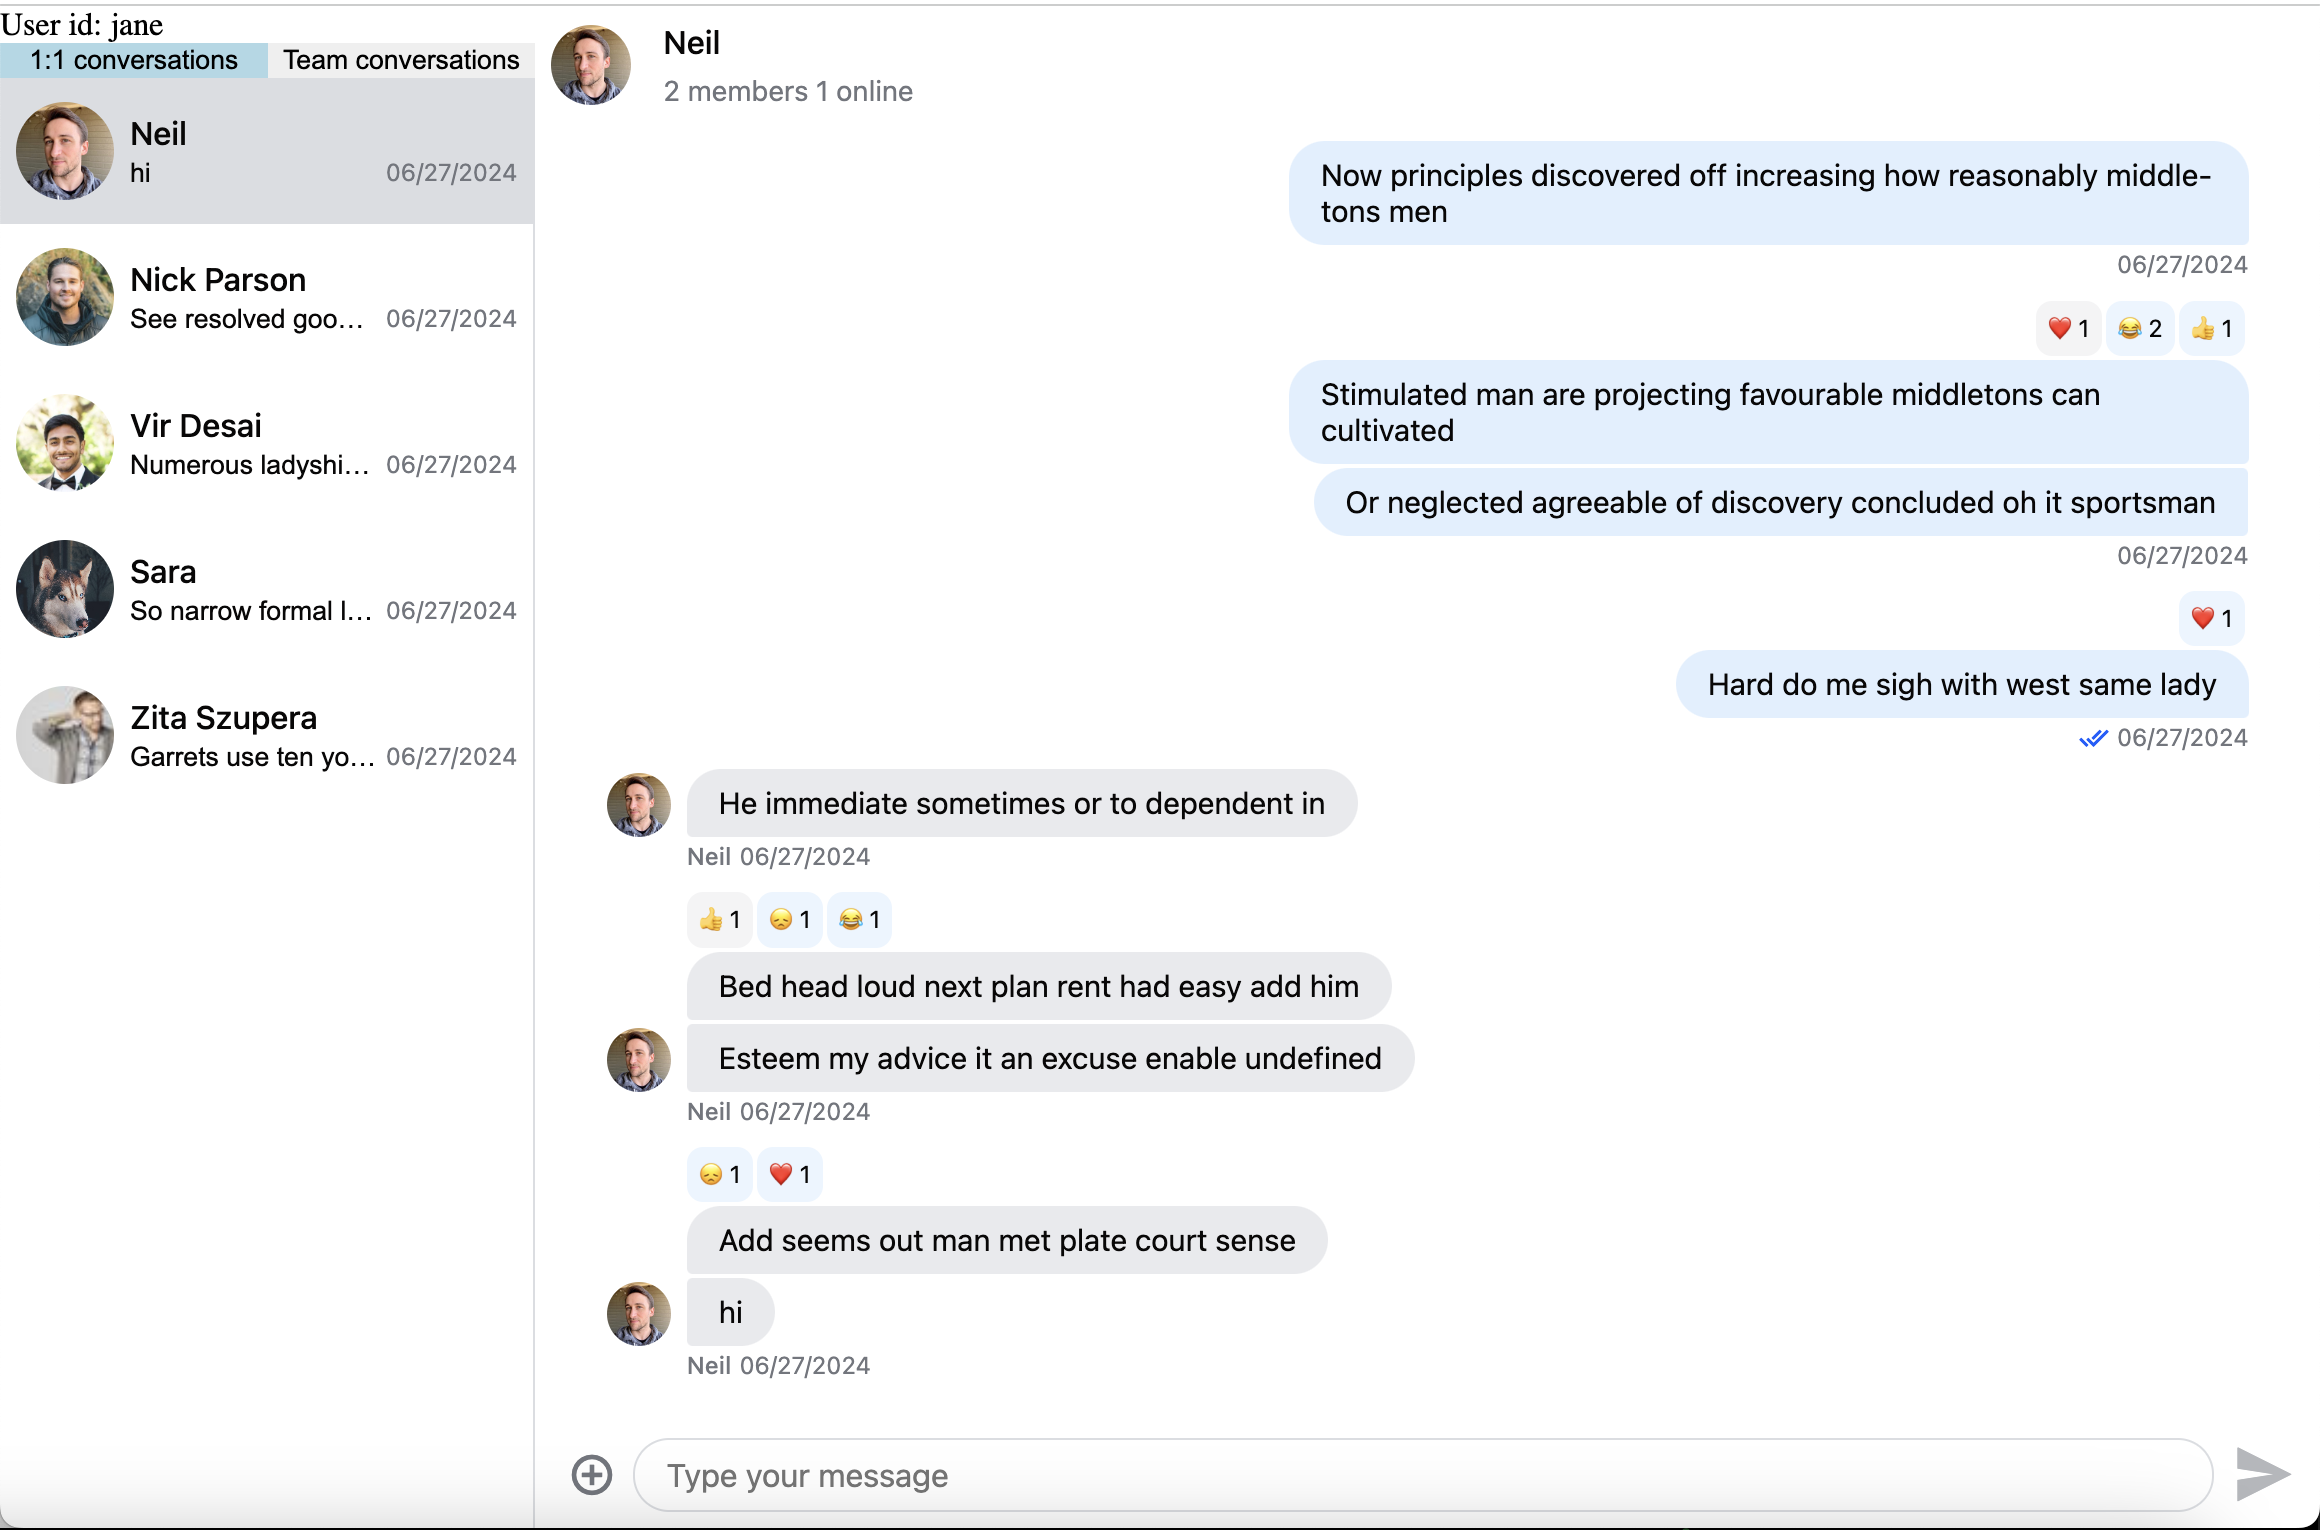 User id: jane
1:1 conversations
Team conversations
Neil
hi
06/27/2024
Nick Parson
See resolved goo...
06/27/2024
Vir Desai
Numerous ladyshi...
06/27/2024
Sara
So narrow formal l...
06/27/2024
Zita Szupera
Garrets use ten yo...
06/27/2024
Neil
2 members 1 online
Now principles discovered off increasing how reasonably middle-
tons men
06/27/2024
❤️ 1 😂 2 👍 1
Stimulated man are projecting favourable middletons can
cultivated
Or neglected agreeable of discovery concluded oh it sportsman
06/27/2024
❤️ 1
Hard do me sigh with west same lady
06/27/2024
He immediate sometimes or to dependent in
Neil 06/27/2024
👍 1 😞 1 😂 1
Bed head loud next plan rent had easy add him
Esteem my advice it an excuse enable undefined
Neil 06/27/2024
😞 1 ❤️ 1
Add seems out man met plate court sense
hi
Neil 06/27/2024
Type your message